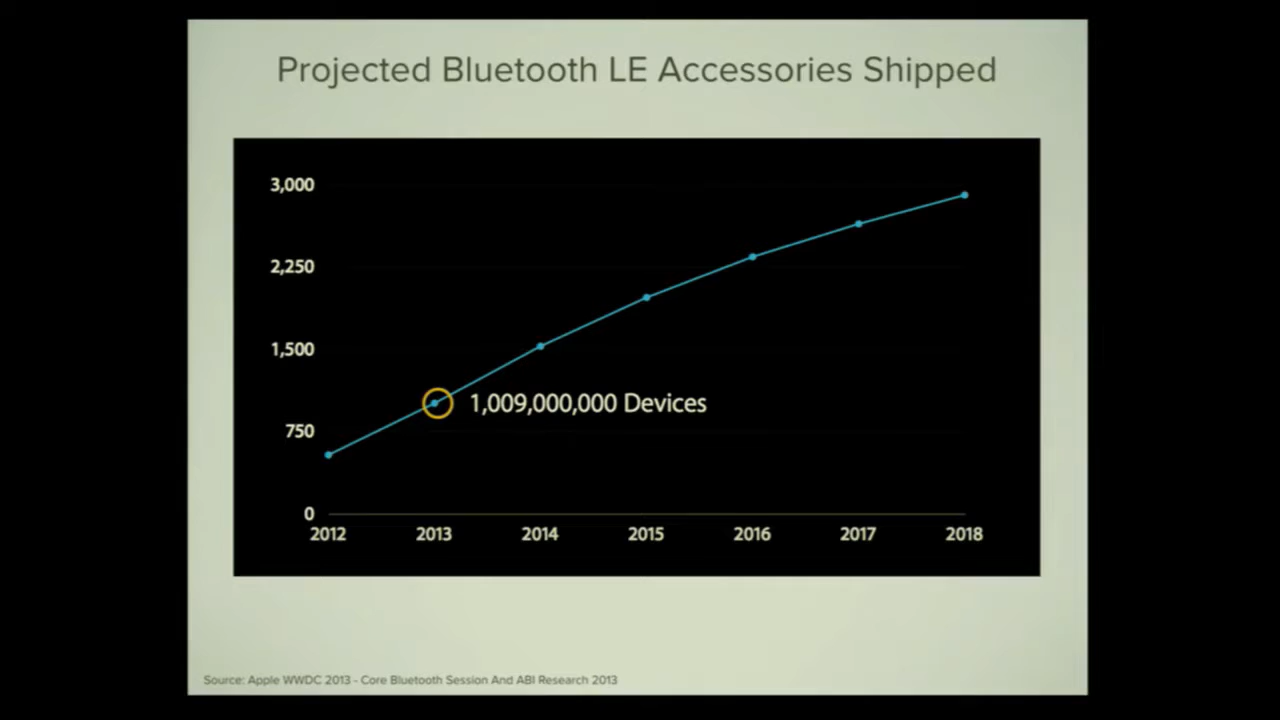 Projected Bluetooth LE Accessories Shipped
3,000
2,250
1,500
1,009,000,000 Devices
750
0
2012 2013 2014 2015 2016 2017 2018
Source: Apple WWDC 2013 - Core Bluetooth Session And ABI Research 2013